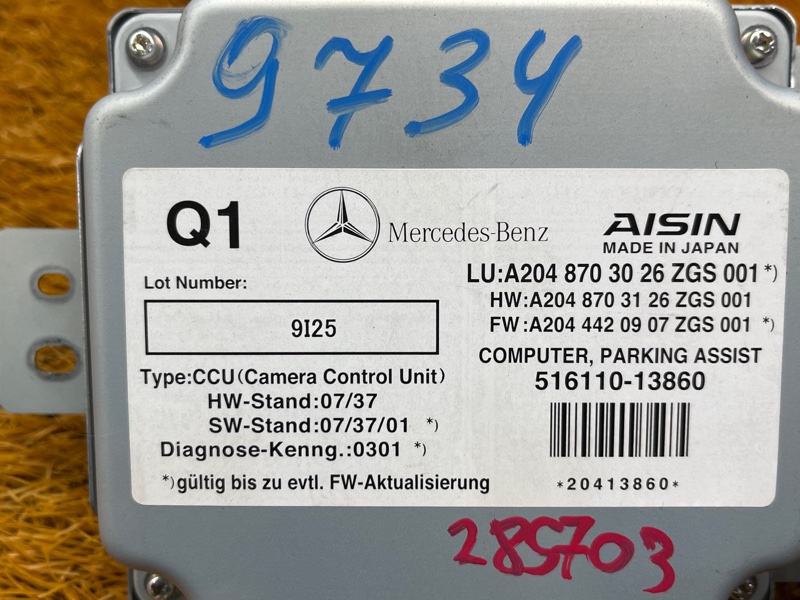 9734
Q1
Mercedes-Benz
AISIN
MADE IN JAPAN
Lot Number:
9I25
LU:A204 870 30 26 ZGS 001 *)
HW:A204 870 31 26 ZGS 001
FW:A204 442 09 07 ZGS 001 *)
Type:CCU(Camera Control Unit)
HW-Stand:07/37
SW-Stand:07/37/01 *)
Diagnose-Kenng.:0301 *)
*)gültig bis zu evtl. FW-Aktualisierung
COMPUTER, PARKING ASSIST
516110-13860
*20413860*
285703